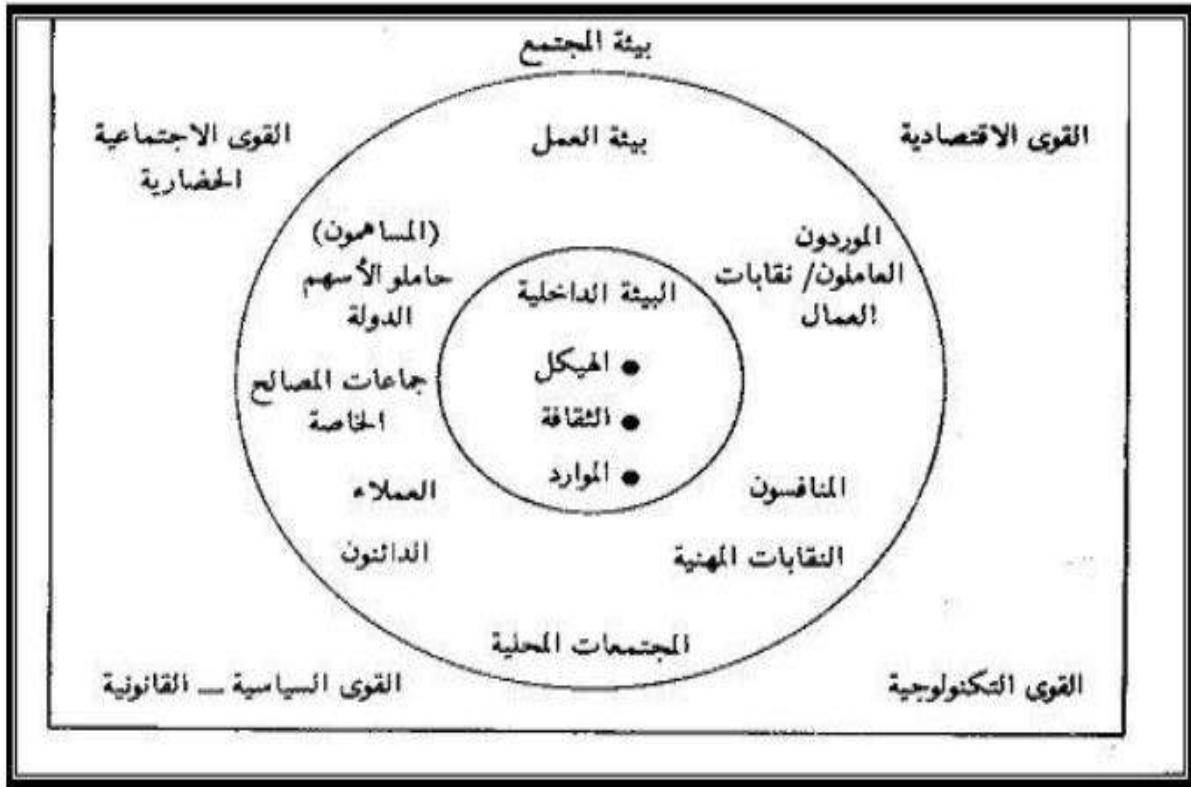 بيئة المجتمع
القوى الاقتصادية
القوى الاجتماعية
الحضارية
بيئة العمل
الموردون
العاملون/ نقابات
العمال
(المساهمون)
حاملو الأسهم
الدولة
جماعات المصالح
الخاصة
البيئة الداخلية
• الهيكل
• الثقافة
• الموارد
المنافسون
النقابات المهنية
العملاء
الدائنون
المجتمعات المحلية
القوى التكنولوجية
القوى السياسية — القانونية